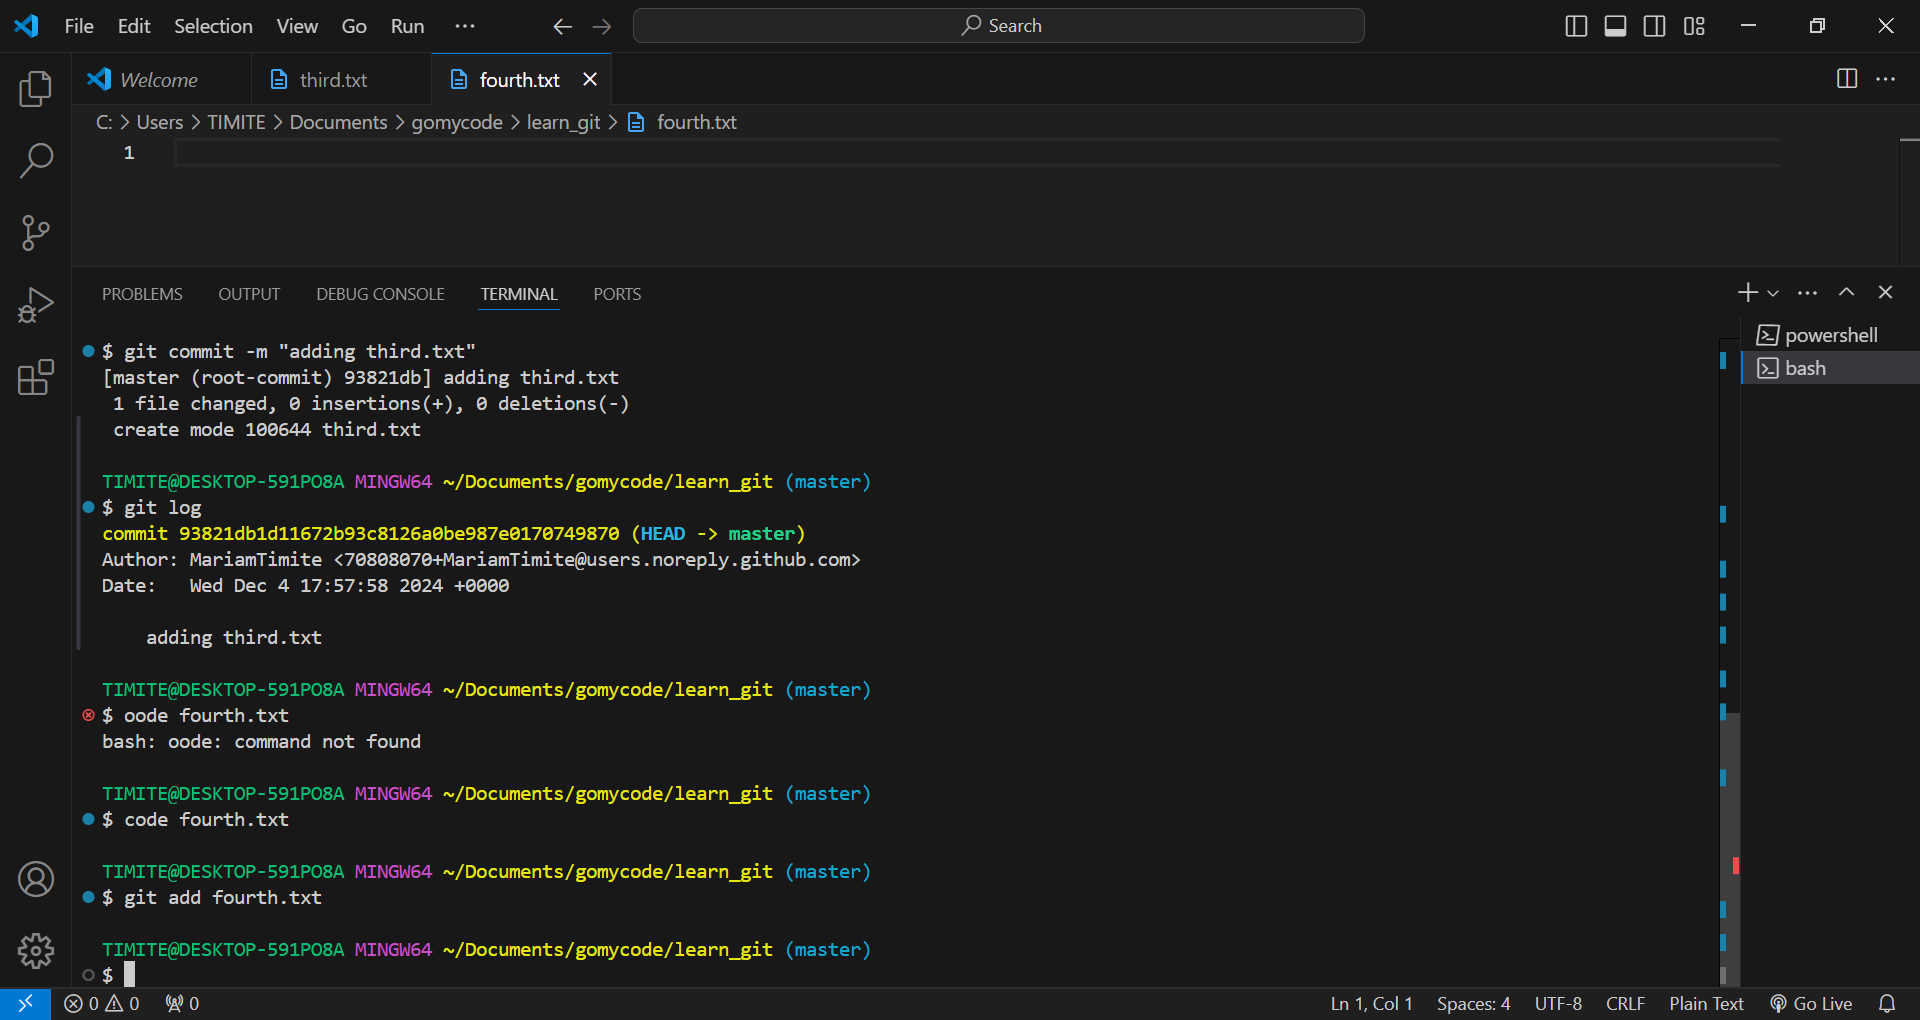 File Edit Selection View Go Run ··· Search
Welcome third.txt fourth.txt
C: > Users > TIMITE > Documents > gomycode > learn_git > fourth.txt
1
PROBLEMS OUTPUT DEBUG CONSOLE TERMINAL PORTS
powershell
bash
$ git commit -m "adding third.txt"
[master (root-commit) 93821db] adding third.txt
1 file changed, 0 insertions(+), 0 deletions(-)
create mode 100644 third.txt
TIMITE@DESKTOP-591PO8A MINGW64 ~/Documents/gomycode/learn_git (master)
$ git log
commit 93821db1d11672b93c8126a0be987e0170749870 (HEAD -> master)
Author: MariamTimite <70808070+MariamTimite@users.noreply.github.com>
Date:   Wed Dec 4 17:57:58 2024 +0000
adding third.txt
TIMITE@DESKTOP-591PO8A MINGW64 ~/Documents/gomycode/learn_git (master)
$ oode fourth.txt
bash: oode: command not found
TIMITE@DESKTOP-591PO8A MINGW64 ~/Documents/gomycode/learn_git (master)
$ code fourth.txt
TIMITE@DESKTOP-591PO8A MINGW64 ~/Documents/gomycode/learn_git (master)
$ git add fourth.txt
TIMITE@DESKTOP-591PO8A MINGW64 ~/Documents/gomycode/learn_git (master)
$
0 0 0 Ln 1, Col 1 Spaces: 4 UTF-8 CRLF Plain Text Go Live